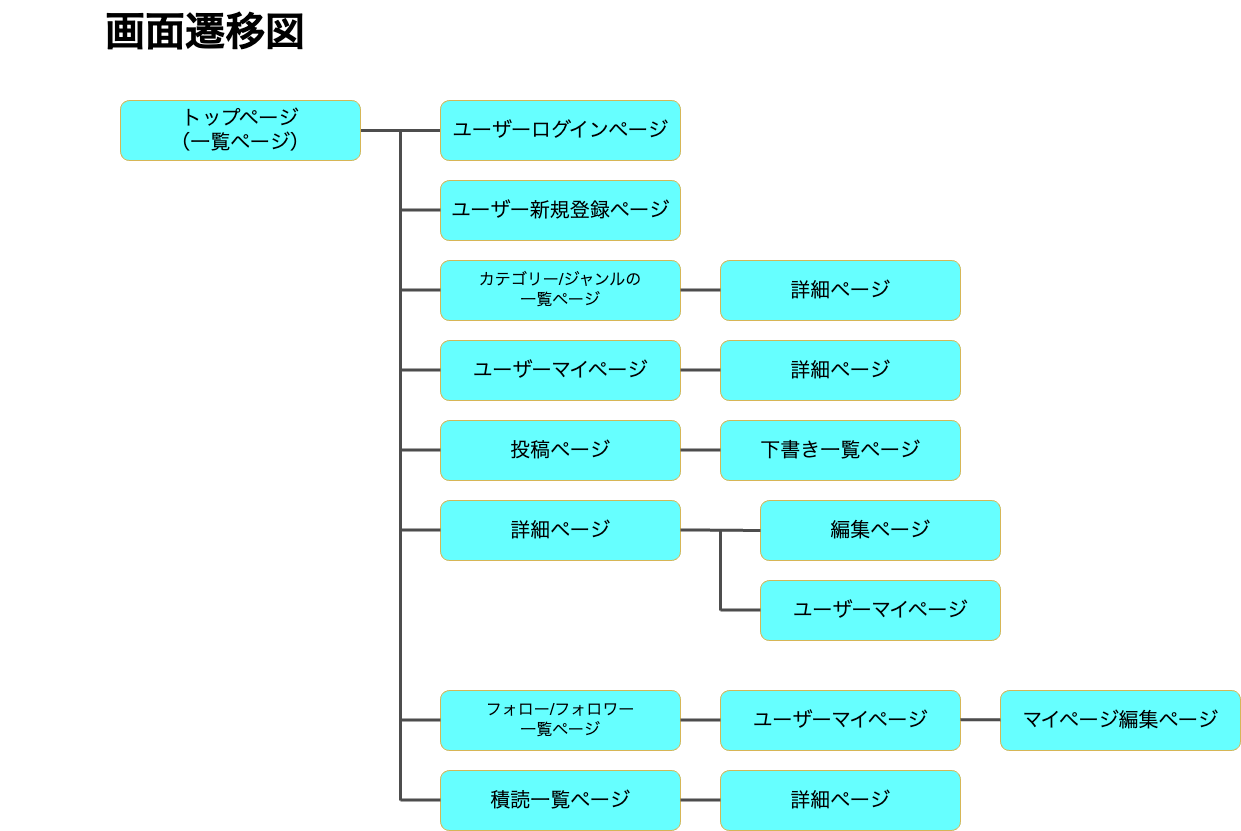 画面遷移図
トップページ
（一覧ページ）
ユーザーログインページ
ユーザー新規登録ページ
カテゴリー/ジャンルの
一覧ページ
詳細ページ
ユーザーマイページ
詳細ページ
投稿ページ
下書き一覧ページ
詳細ページ
編集ページ
ユーザーマイページ
フォロー/フォロワー
一覧ページ
ユーザーマイページ
マイページ編集ページ
積読一覧ページ
詳細ページ